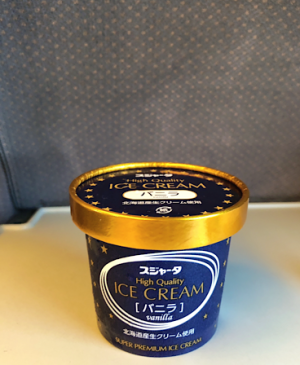 スジャータ
High Quality
ICE CREAM
バニラ
北海道産生クリーム使用
スジャータ
High Quality
ICE CREAM
[バニラ]
vanilla
北海道産生クリーム使用
SUPER PREMIUM ICE CREAM